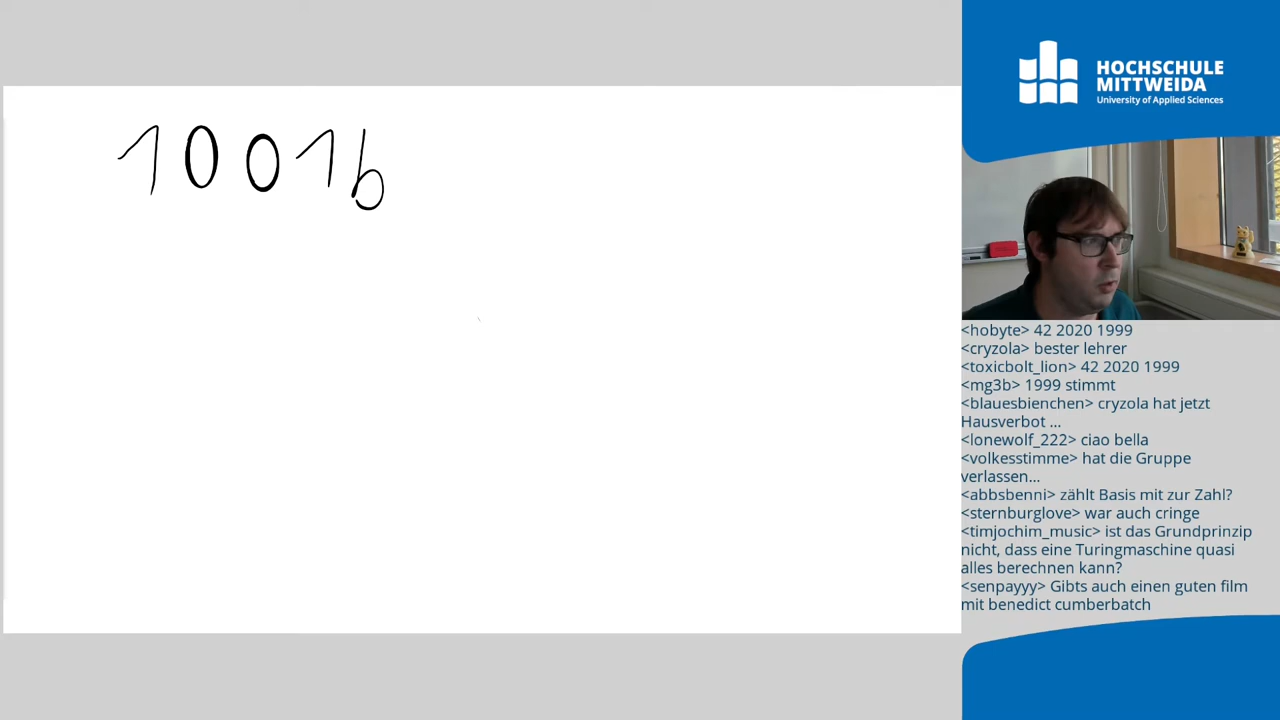 1001b
HOCHSCHULE
MITTWEIDA
University of Applied Sciences
<hobyte> 42 2020 1999
<cryzola> bester lehrer
<toxicbolt_lion> 42 2020 1999
<mg3b> 1999 stimmt
<blauesbienchen> cryzola hat jetzt
Hausverbot ...
<lonewolf_222> ciao bella
<volkesstimme> hat die Gruppe
verlassen...
<abbsbenni> zählt Basis mit zur Zahl?
<sternburglove> war auch cringe
<timjochim_music> ist das Grundprinzip
nicht, dass eine Turingmaschine quasi
alles berechnen kann?
<senpayyy> Gibts auch einen guten film
mit benedict cumberbatch